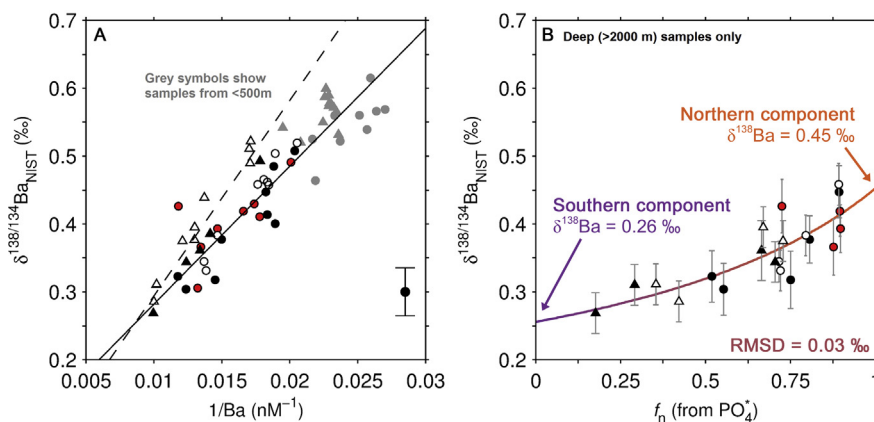 A
Grey symbols show
samples from <500m
δ138/134BaNIST (‰)
0.7
0.6
0.5
0.4
0.3
0.2
0.005 0.01 0.015 0.02 0.025 0.03
1/Ba (nM−1)
B Deep (>2000 m) samples only
Northern component
δ138Ba = 0.45 ‰
Southern component
δ138Ba = 0.26 ‰
RMSD = 0.03 ‰
δ138/134BaNIST (‰)
0.7
0.6
0.5
0.4
0.3
0.2
0 0.25 0.5 0.75 1
fn (from PO4*)